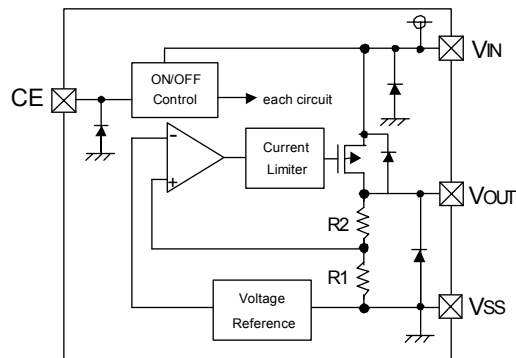 CE
ON/OFF
Control
each circuit
VIN
-
+
Current
Limiter
R2
VOUT
R1
Voltage
Reference
VSS